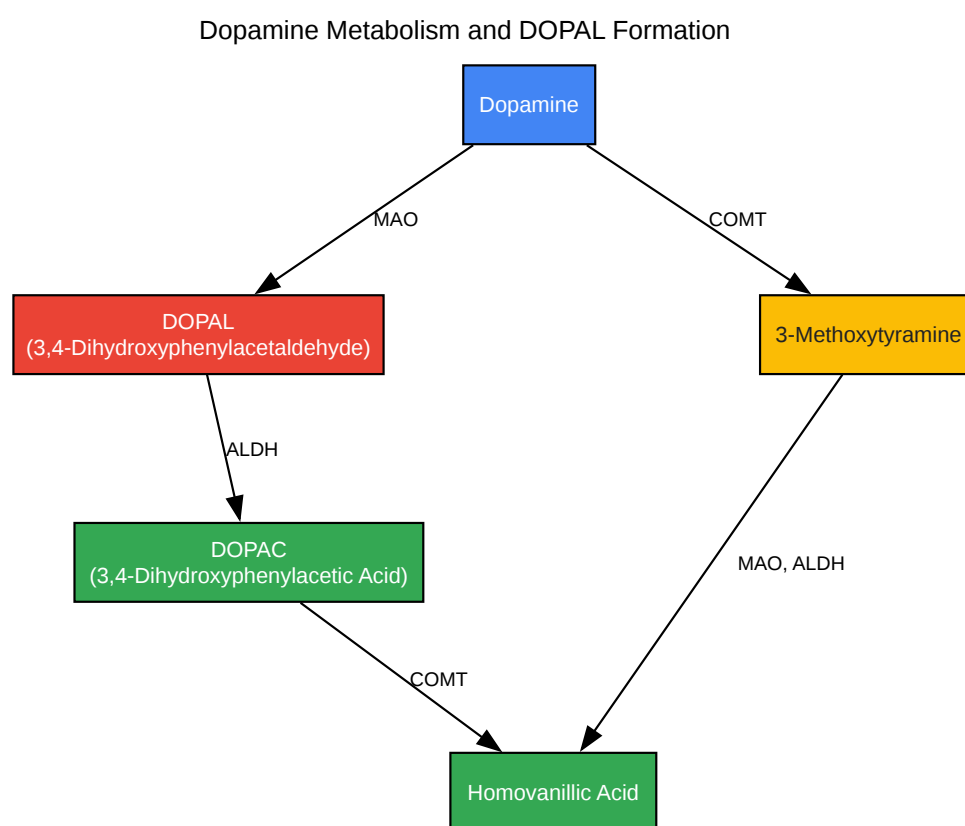 Dopamine Metabolism and DOPAL Formation
Dopamine
MAO
COMT
DOPAL
(3,4-Dihydroxyphenylacetaldehyde)
3-Methoxytyramine
ALDH
DOPAC
(3,4-Dihydroxyphenylacetic Acid)
MAO, ALDH
COMT
Homovanillic Acid